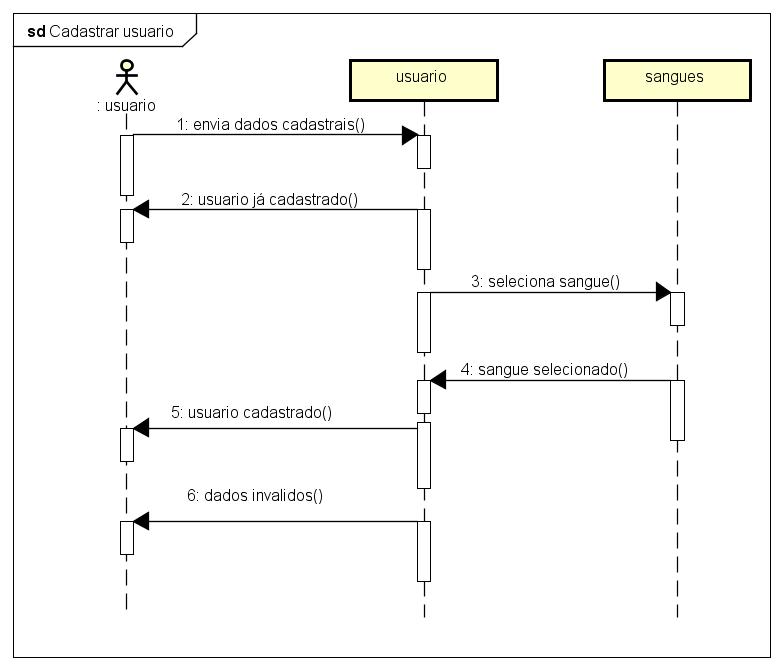 sd Cadastrar usuario
: usuario
usuario
sangues
1: envia dados cadastrais()
2: usuario já cadastrado()
3: seleciona sangue()
4: sangue selecionado()
5: usuario cadastrado()
6: dados invalidos()